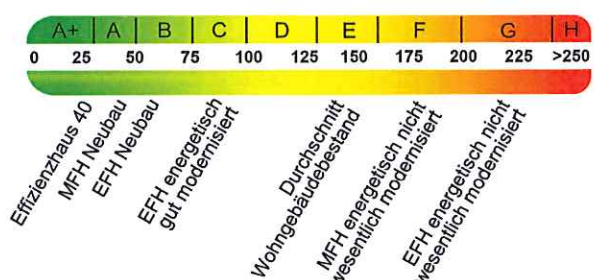 A+ A B C D E F G H
0 25 50 75 100 125 150 175 200 225 >250
Effizienzhaus 40
MFH Neubau
EFH Neubau
EFH energetisch
gut modernisiert
Durchschnitt
Wohngebäudebestand
MFH energetisch nicht
wesentlich modernisiert
EFH energetisch nicht
wesentlich modernisiert